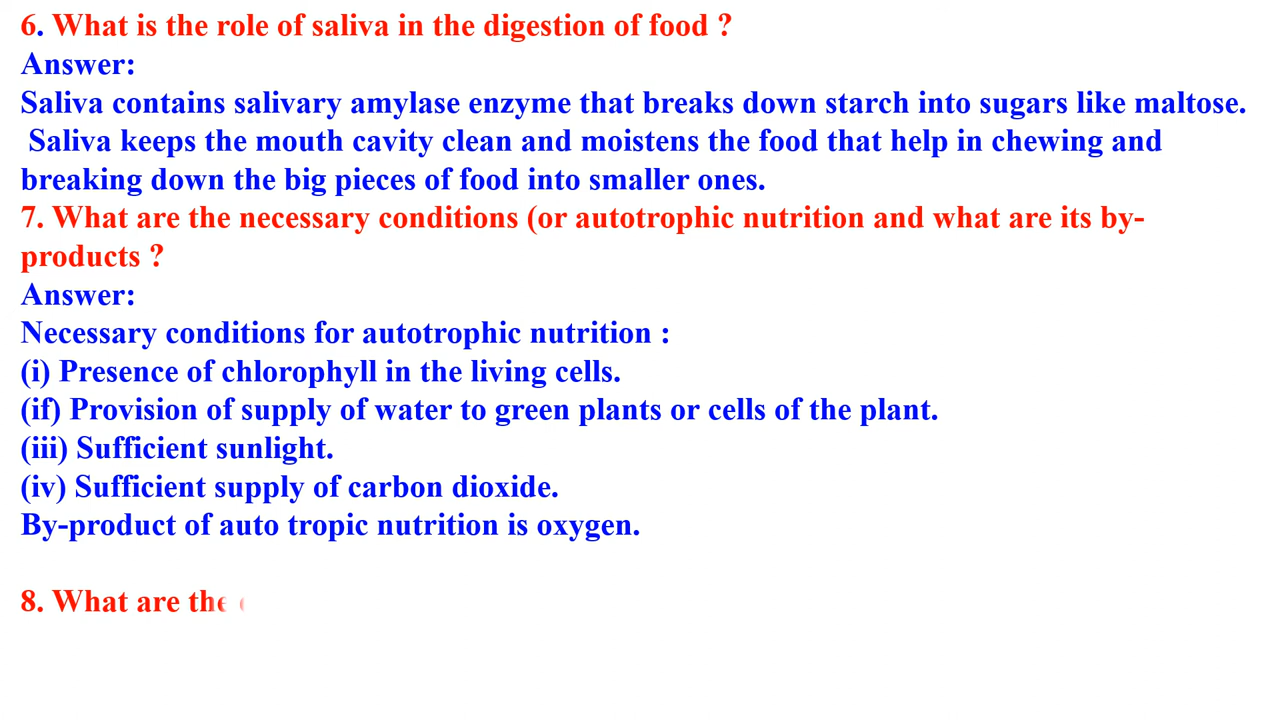 6. What is the role of saliva in the digestion of food ?
Answer:
Saliva contains salivary amylase enzyme that breaks down starch into sugars like maltose.
Saliva keeps the mouth cavity clean and moistens the food that help in chewing and
breaking down the big pieces of food into smaller ones.
7. What are the necessary conditions (or autotrophic nutrition and what are its by-
products ?
Answer:
Necessary conditions for autotrophic nutrition :
(i) Presence of chlorophyll in the living cells.
(if) Provision of supply of water to green plants or cells of the plant.
(iii) Sufficient sunlight.
(iv) Sufficient supply of carbon dioxide.
By-product of auto tropic nutrition is oxygen.
8. What are the